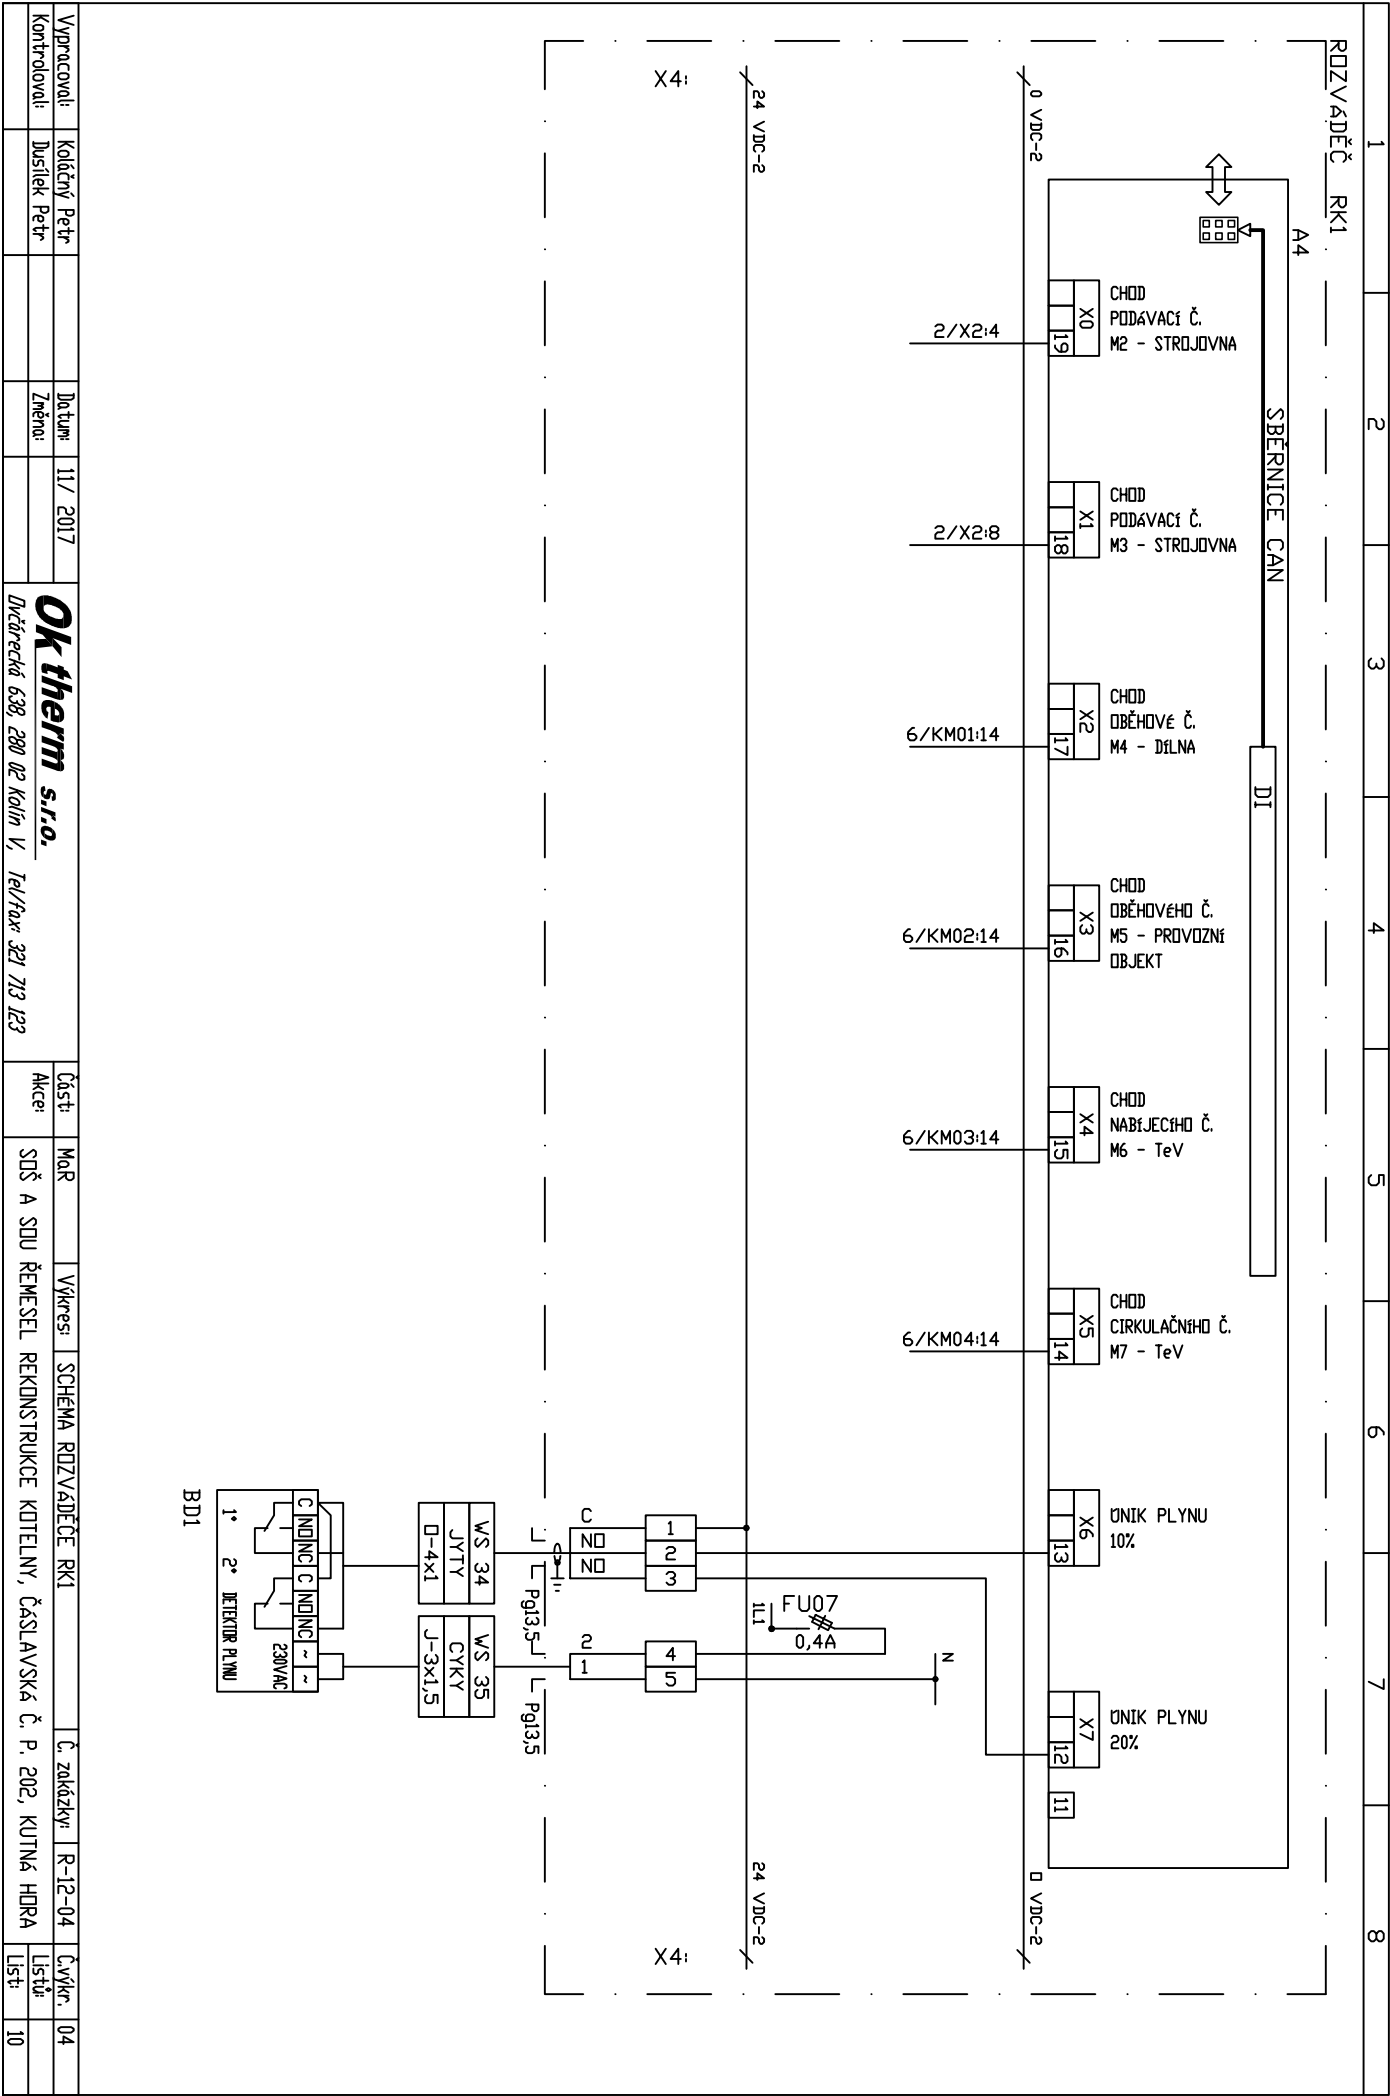 1 2 3 4 5 6 7 8
ROZVÁDĚČ RK1
A4
SBĚRNICE CAN
DI
CHOD
PODÁVACÍ Č.
M2 - STROJOVNA
X0
19
2/X2:4
CHOD
PODÁVACÍ Č.
M3 - STROJOVNA
X1
18
2/X2:8
CHOD
OBĚHOVÉ Č.
M4 - DÍLNA
X2
17
6/KM01:14
CHOD
OBĚHOVÉHO Č.
M5 - PROVOZNÍ
OBJEKT
X3
16
6/KM02:14
CHOD
NABÍJECÍHO Č.
M6 - TeV
X4
15
6/KM03:14
CHOD
CIRKULAČNÍHO Č.
M7 - TeV
X5
14
6/KM04:14
ÚNIK PLYNU
10%
X6
13
ÚNIK PLYNU
20%
X7
12
11
0 VDC-2
0 VDC-2
N
FU07
0,4A
1L1
24 VDC-2
24 VDC-2
X4:
1 2 3 4 5
X4:
C NO NO 2 1
Pg13,5
Pg13,5
WS 34
JYTY
O-4x1
WS 35
CYKY
J-3x1,5
C NO NC C NO NC ~ ~
230VAC
1° 2° DETEKTOR PLYNU
BD1
Vypracoval: Koláčný Petr
Kontroloval: Dusílek Petr
Datum: 11/ 2017
Změna:
Ok therm s.r.o.
Ovčárecká 638, 280 02 Kolín V, Tel/fax: 321 713 123
Část: MaR
Výkres: SCHÉMA ROZVÁDĚČE RK1
Č. zakázky: R-12-04
Č.výkr. 04
Akce: SOŠ A SOU ŘEMESEL REKONSTRUKCE KOTELNY, ČÁSLAVSKÁ Č. P. 202, KUTNÁ HORA
Listů:
List: 10